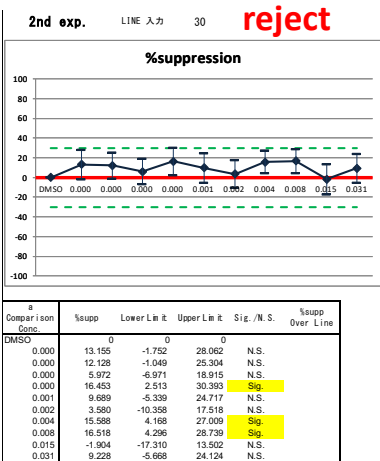 2nd exp. LINE 入力 30 reject
%suppression
100
80
60
40
20
0
-20
-40
-60
-80
-100
DMSO 0.000 0.000 0.000 0.000 0.001 0.002 0.004 0.008 0.015 0.031
a
Comparison
Conc.
%supp Lower Limit Upper Limit Sig./N.S. %supp
Over Line
DMSO 0 0 0
0.000 13.155 -1.752 28.062 N.S.
0.000 12.128 -1.049 25.304 N.S.
0.000 5.972 -6.971 18.915 N.S.
0.000 16.453 2.513 30.393 Sig.
0.001 9.689 -5.339 24.717 N.S.
0.002 3.580 -10.358 17.518 N.S.
0.004 15.588 4.168 27.009 Sig.
0.008 16.518 4.296 28.739 Sig.
0.015 -1.904 -17.310 13.502 N.S.
0.031 9.228 -5.668 24.124 N.S.